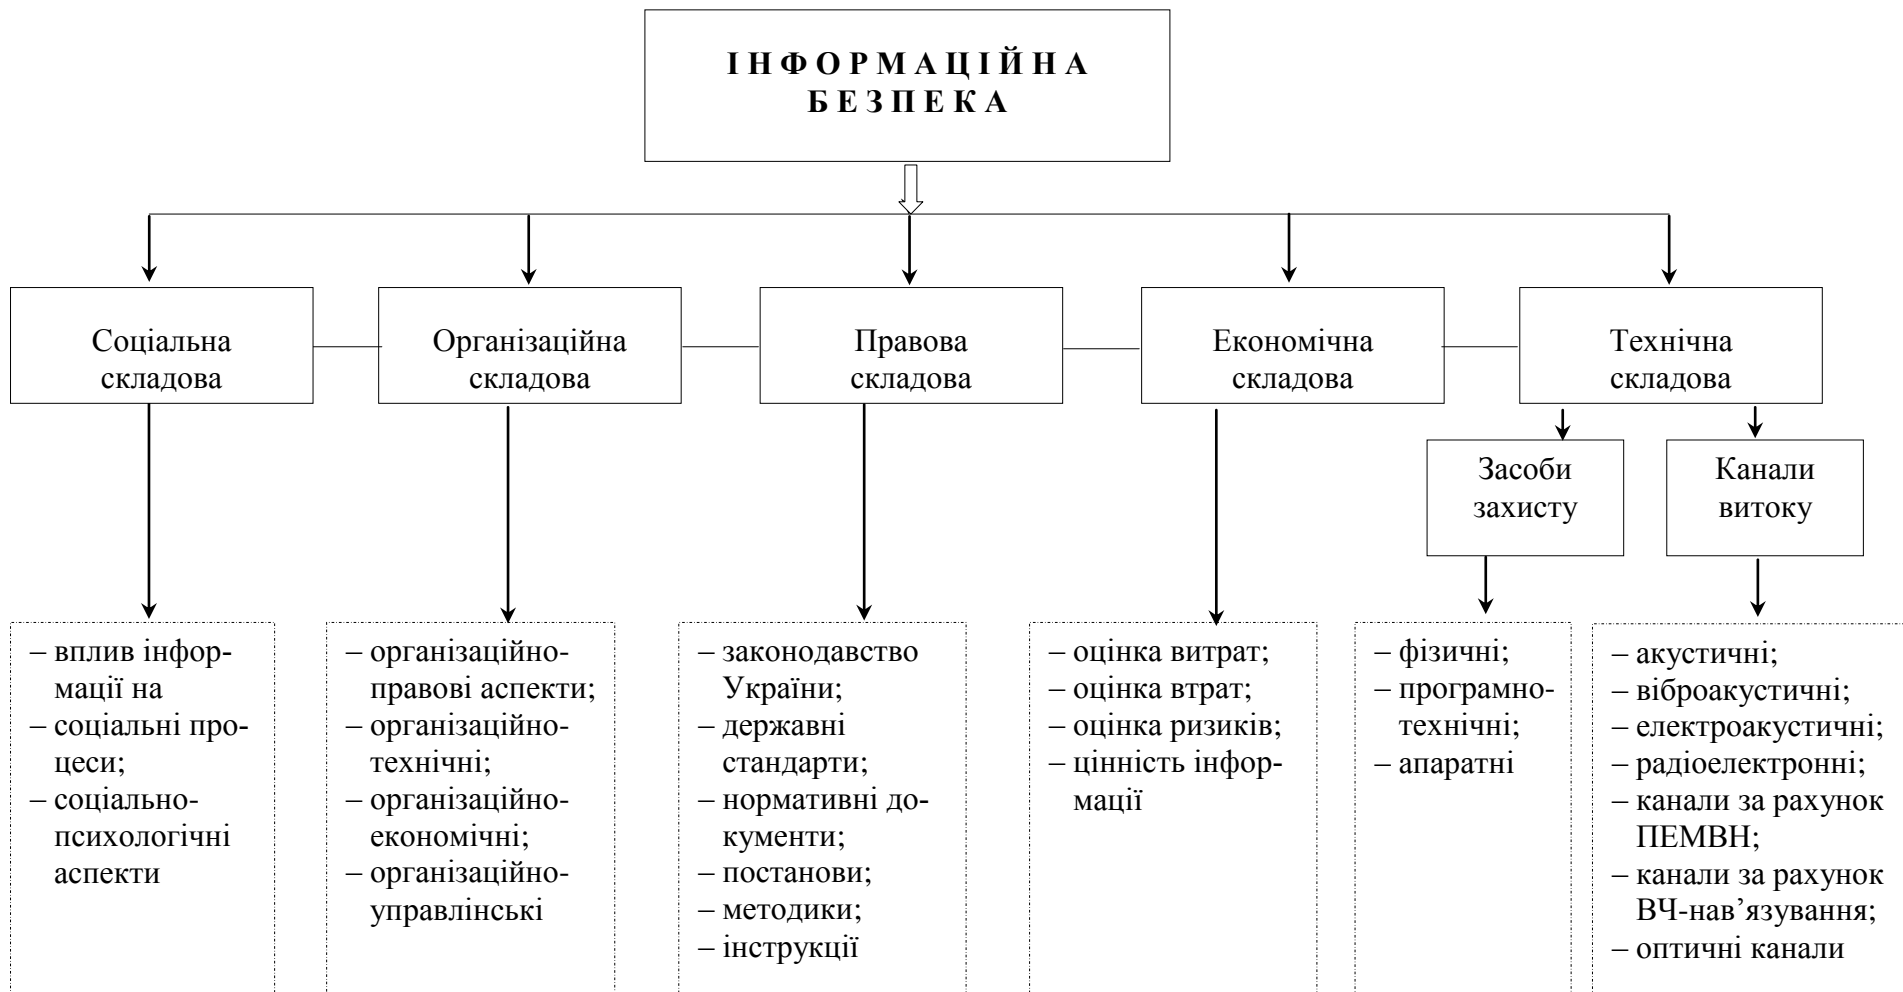 ІНФОРМАЦІЙНА
БЕЗПЕКА
Соціальна
складова
Організаційна
складова
Правова
складова
Економічна
складова
Технічна
складова
Засоби
захисту
Канали
витоку
– вплив інфор-
мації на
– соціальні про-
цеси;
– соціально-
психологічні
аспекти
– організаційно-
правові аспекти;
– організаційно-
технічні;
– організаційно-
економічні;
– організаційно-
управлінські
– законодавство
України;
– державні
стандарти;
– нормативні до-
кументи;
– постанови;
– методики;
– інструкції
– оцінка витрат;
– оцінка втрат;
– оцінка ризиків;
– цінність інфор-
мації
– фізичні;
– програмно-
технічні;
– апаратні
– акустичні;
– віброакустичні;
– електроакустичні;
– радіоелектронні;
– канали за рахунок
ПЕМВН;
– канали за рахунок
ВЧ-нав’язування;
– оптичні канали